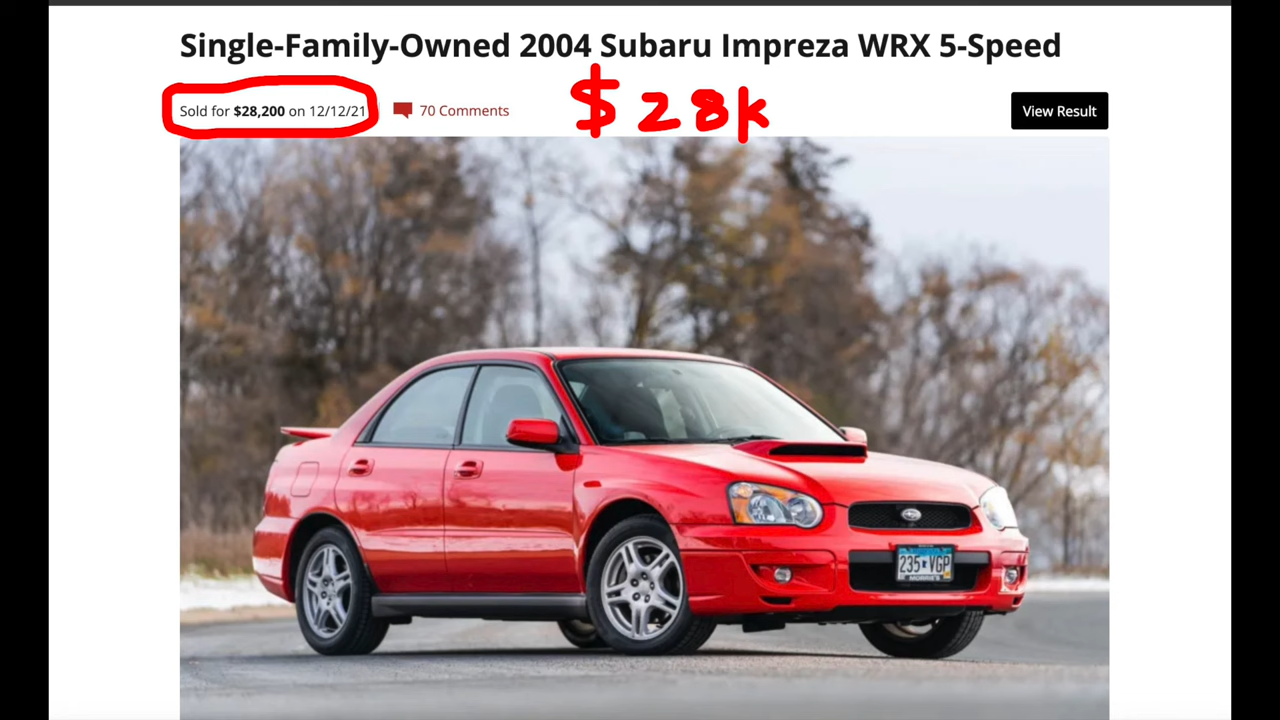 Single-Family-Owned 2004 Subaru Impreza WRX 5-Speed
Sold for $28,200 on 12/12/21
70 Comments
$28k
View Result
235 VGP
MORRIE'S